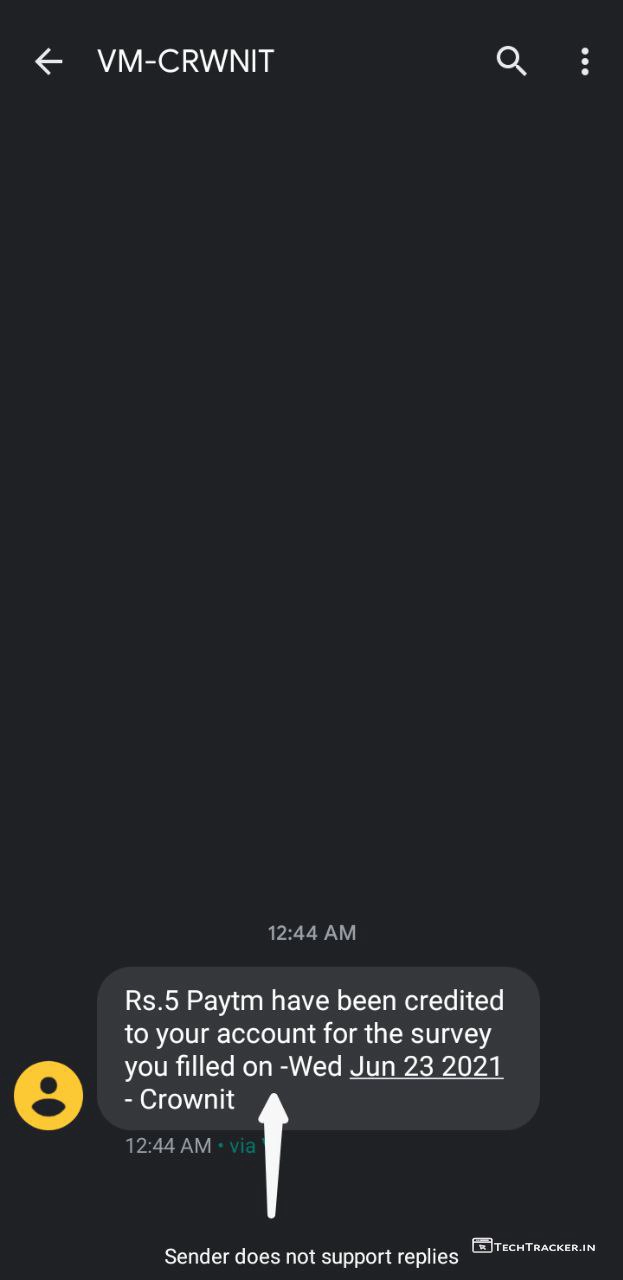 VM-CRWNIT
12:44 AM
Rs.5 Paytm have been credited
to your account for the survey
you filled on -Wed Jun 23 2021
- Crownit
12:44 AM • via
Sender does not support replies
TECHTRACKER.IN